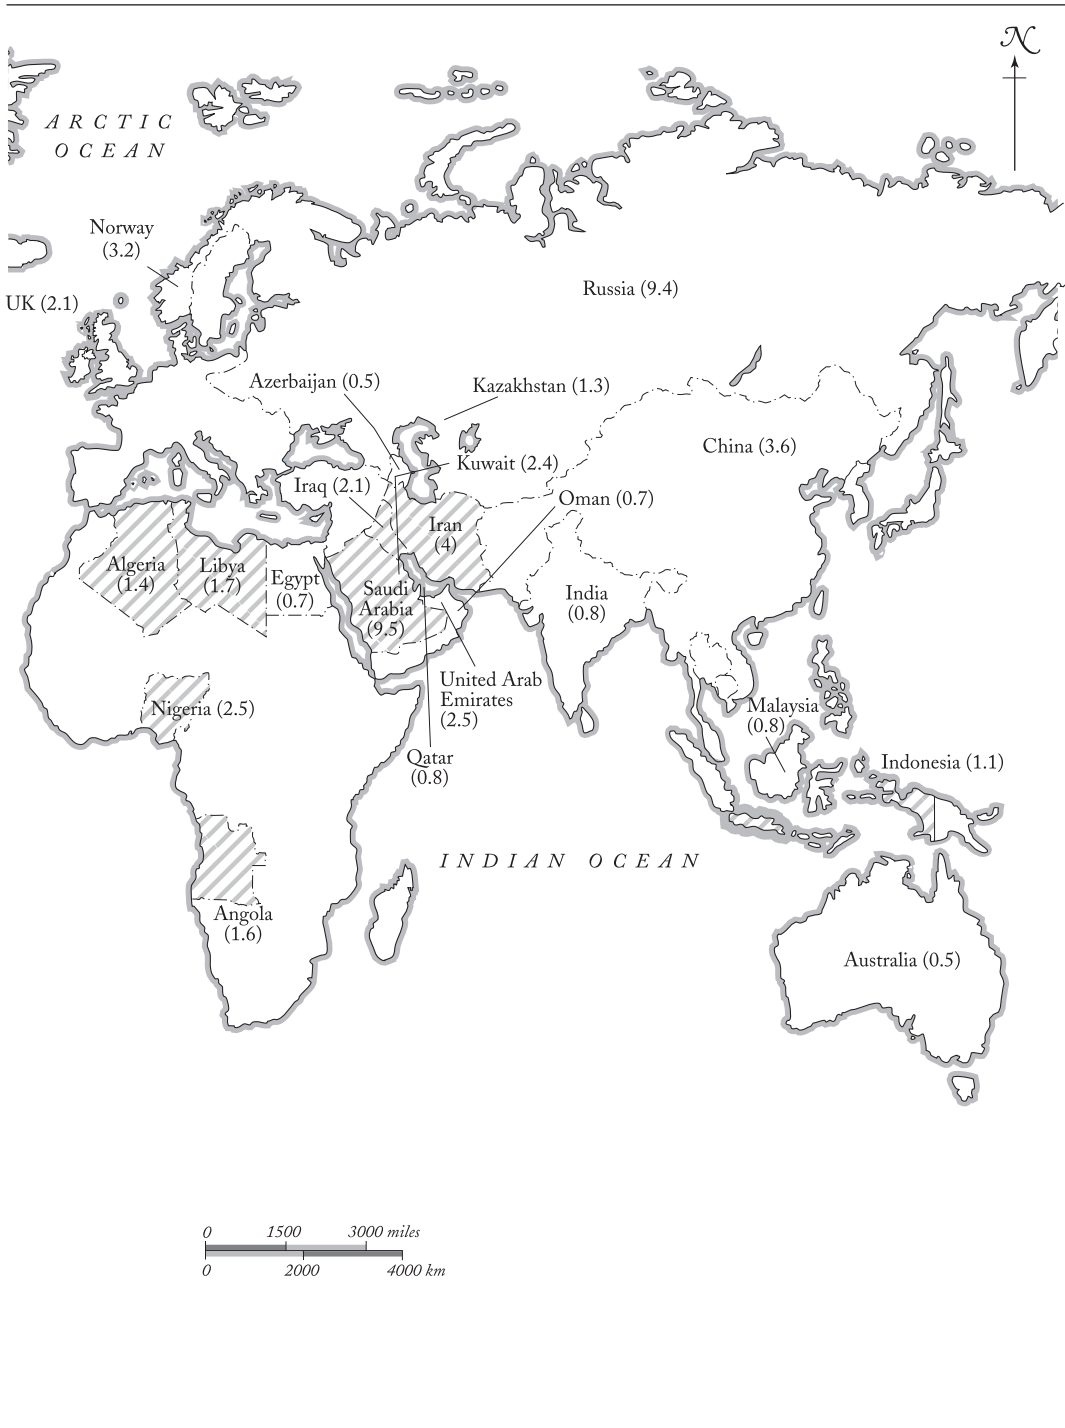 N
ARCTIC
OCEAN
Norway
(3.2)
UK (2.1)
Russia (9.4)
Azerbaijan (0.5)
Kazakhstan (1.3)
China (3.6)
Kuwait (2.4)
Iraq (2.1)
Oman (0.7)
Iran
(4)
Algeria
(1.4)
Libya
(1.7)
Egypt
(0.7)
Saudi
Arabia
(9.5)
India
(0.8)
United Arab
Emirates
(2.5)
Nigeria (2.5)
Malaysia
(0.8)
Qatar
(0.8)
Indonesia (1.1)
INDIAN OCEAN
Angola
(1.6)
Australia (0.5)
0 1500 3000 miles
0 2000 4000 km